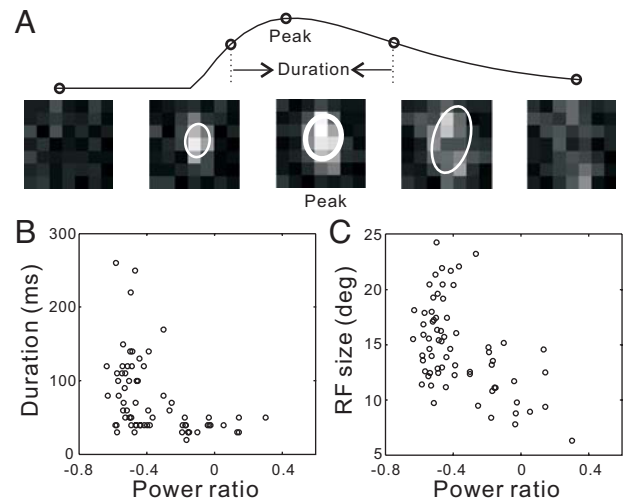 A
Peak
Duration
Peak
B
C
300
200
100
0
Duration (ms)
-0.8
-0.4
0
0.4
Power ratio
25
20
15
10
5
RF size (deg)
-0.8
-0.4
0
0.4
Power ratio